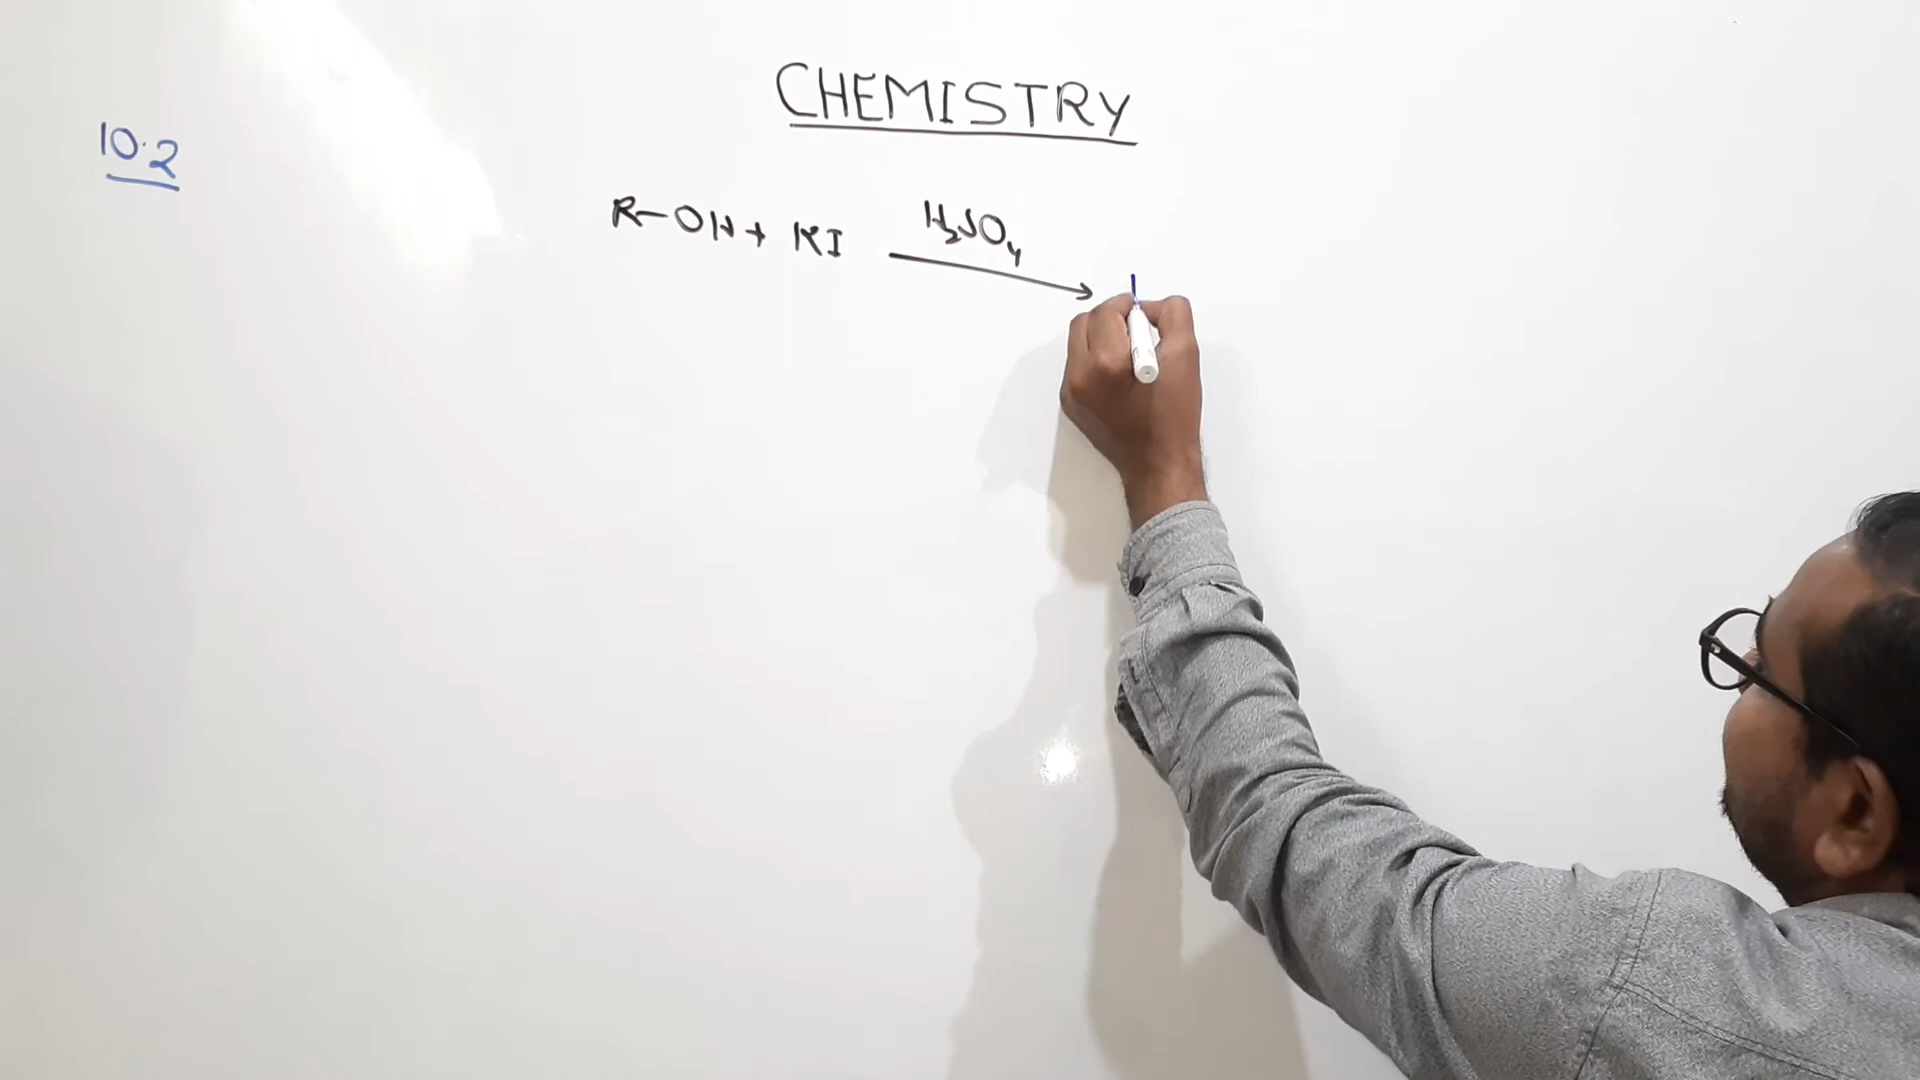 CHEMISTRY
10.2
R-OH + KI H₂SO₄ →